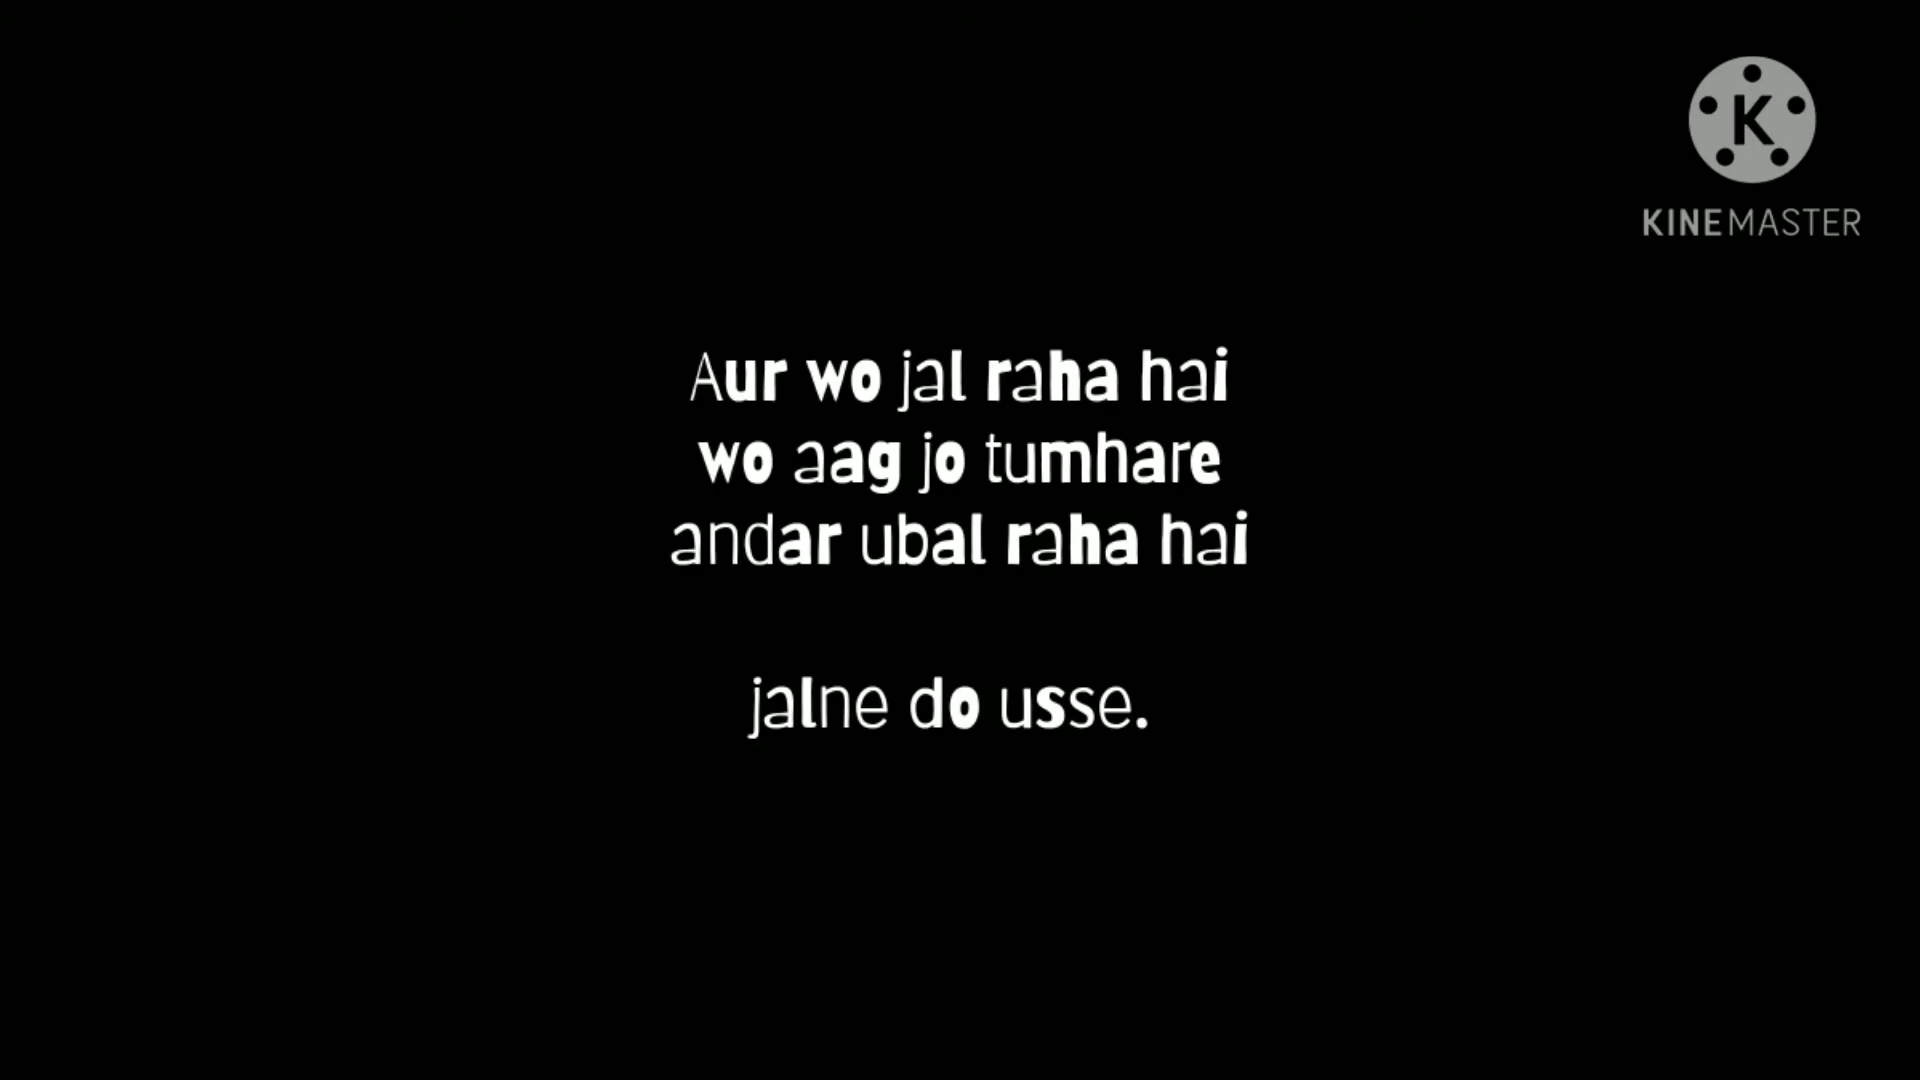 K
KINEMASTER
Aur wo jal raha hai
wo aag jo tumhare
andar ubal raha hai
jalne do usse.